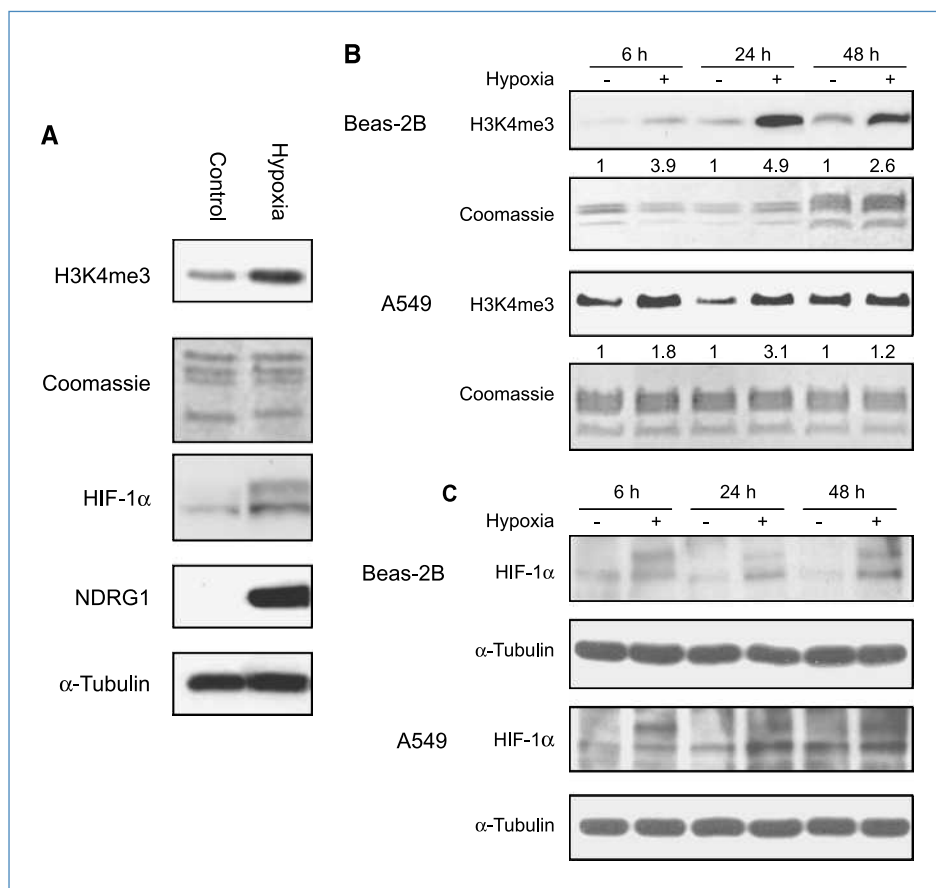 A
Control
Hypoxia
H3K4me3
Coomassie
HIF-1α
NDRG1
α-Tubulin
B
6 h 24 h 48 h
Hypoxia - + - + - +
Beas-2B H3K4me3
1 3.9 1 4.9 1 2.6
Coomassie
A549 H3K4me3
1 1.8 1 3.1 1 1.2
Coomassie
C
6 h 24 h 48 h
Hypoxia - + - + - +
Beas-2B HIF-1α
α-Tubulin
A549 HIF-1α
α-Tubulin